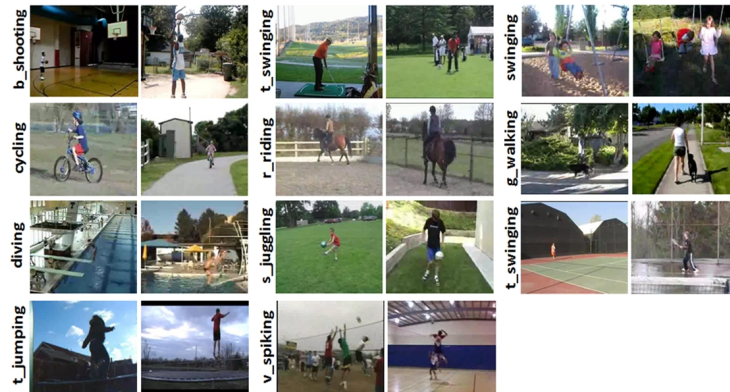 b_shooting
t_swinging
swinging
cycling
r_riding
g_walking
diving
s_juggling
t_swinging
t_jumping
v_spiking